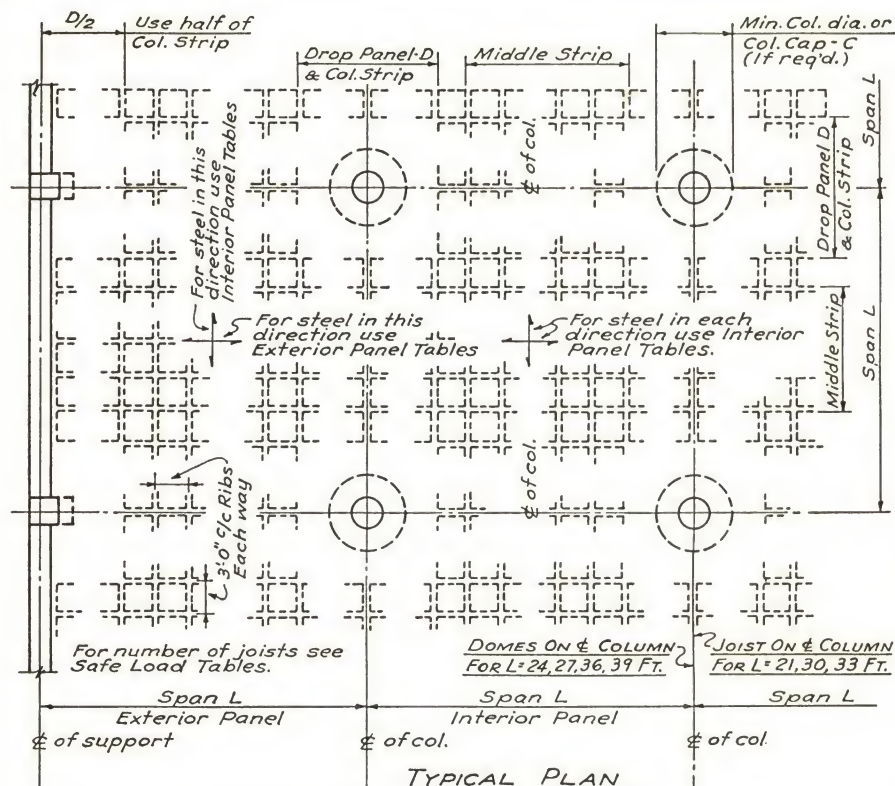 D/2
Use half of
Col. Strip
Drop Panel-D
& Col. Strip
Middle Strip
Min. Col. dia. or
Col. Cap - C
(If req'd.)
Span L
℄ of col.
Drop Panel D
& Col. Strip
For steel in this
direction use
Interior Panel Tables
For steel in this
direction use
Exterior Panel Tables
For steel in each
direction use Interior
Panel Tables.
Middle Strip
Span L
℄ of col.
3'0" c/c Ribs
Each way
For number of joists see
Safe Load Tables.
DOMES ON ℄ COLUMN
FOR L= 24, 27, 36, 39 FT.
JOIST ON ℄ COLUMN
FOR L= 21, 30, 33 FT.
Span L
Exterior Panel
Span L
Interior Panel
Span L
℄ of support
℄ of col.
℄ of col.
TYPICAL PLAN